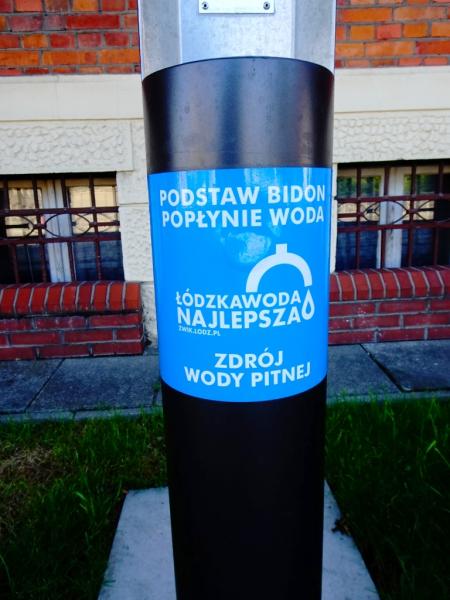 PODSTAW BIDON
POPŁYNIE WODA
ŁÓDZKAWODA
NAJLEPSZA
ZWIK.LODZ.PL
ZDRÓJ
WODY PITNEJ